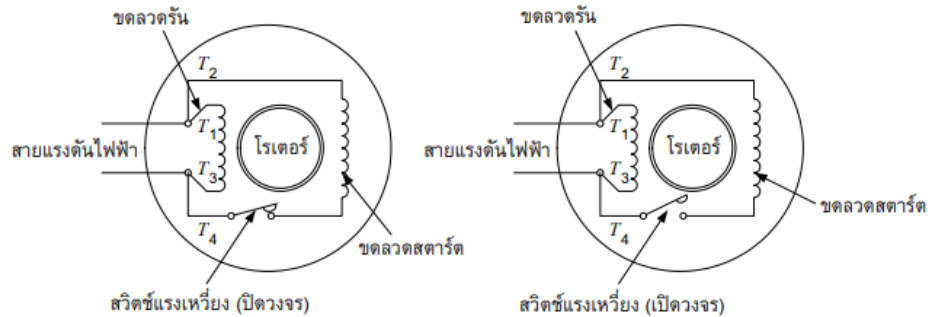 ขดลวดรัน
T2
T1
สายแรงดันไฟฟ้า
โรเตอร์
T3
T4
ขดลวดสตาร์ต
สวิตช์แรงเหวี่ยง (ปิดวงจร)
ขดลวดรัน
T2
T1
สายแรงดันไฟฟ้า
โรเตอร์
T3
T4
ขดลวดสตาร์ต
สวิตช์แรงเหวี่ยง (เปิดวงจร)